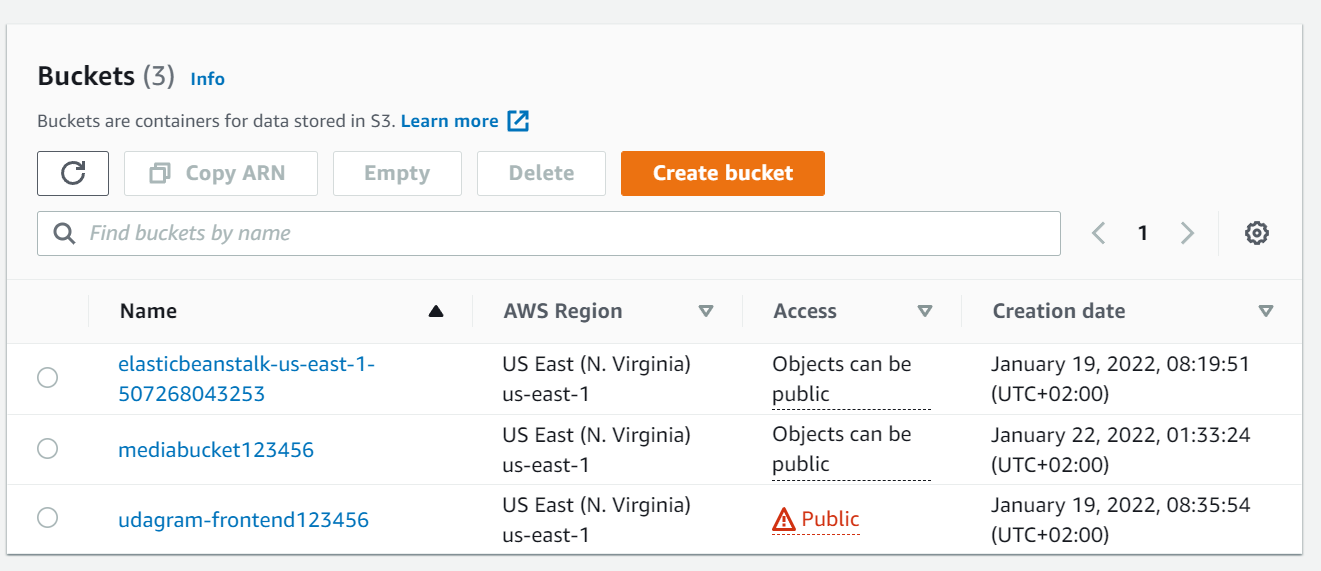 Buckets (3) Info
Buckets are containers for data stored in S3. Learn more
Copy ARN Empty Delete Create bucket
Find buckets by name 1
Name AWS Region Access Creation date
elasticbeanstalk-us-east-1- US East (N. Virginia) Objects can be January 19, 2022, 08:19:51
507268043253 us-east-1 public (UTC+02:00)
mediabucket123456 US East (N. Virginia) Objects can be January 22, 2022, 01:33:24
us-east-1 public (UTC+02:00)
udagram-frontend123456 US East (N. Virginia) Public January 19, 2022, 08:35:54
us-east-1 (UTC+02:00)